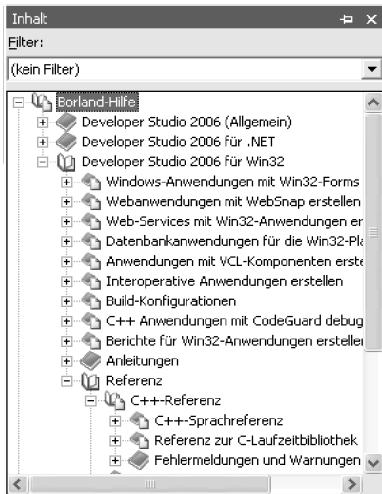 Inhalt
Filter:
(kein Filter)
Borland-Hilfe
Developer Studio 2006 (Allgemein)
Developer Studio 2006 für .NET
Developer Studio 2006 für Win32
Windows-Anwendungen mit Win32-Forms
Webanwendungen mit WebSnap erstellen
Web-Services mit Win32-Anwendungen er
Datenbankanwendungen für die Win32-Pla
Anwendungen mit VCL-Komponenten erste
Interoperative Anwendungen erstellen
Build-Konfigurationen
C++ Anwendungen mit CodeGuard debug
Berichte für Win32-Anwendungen erstellen
Anleitungen
Referenz
C++-Referenz
C++-Sprachreferenz
Referenz zur C-Laufzeitbibliothek
Fehlermeldungen und Warnungen